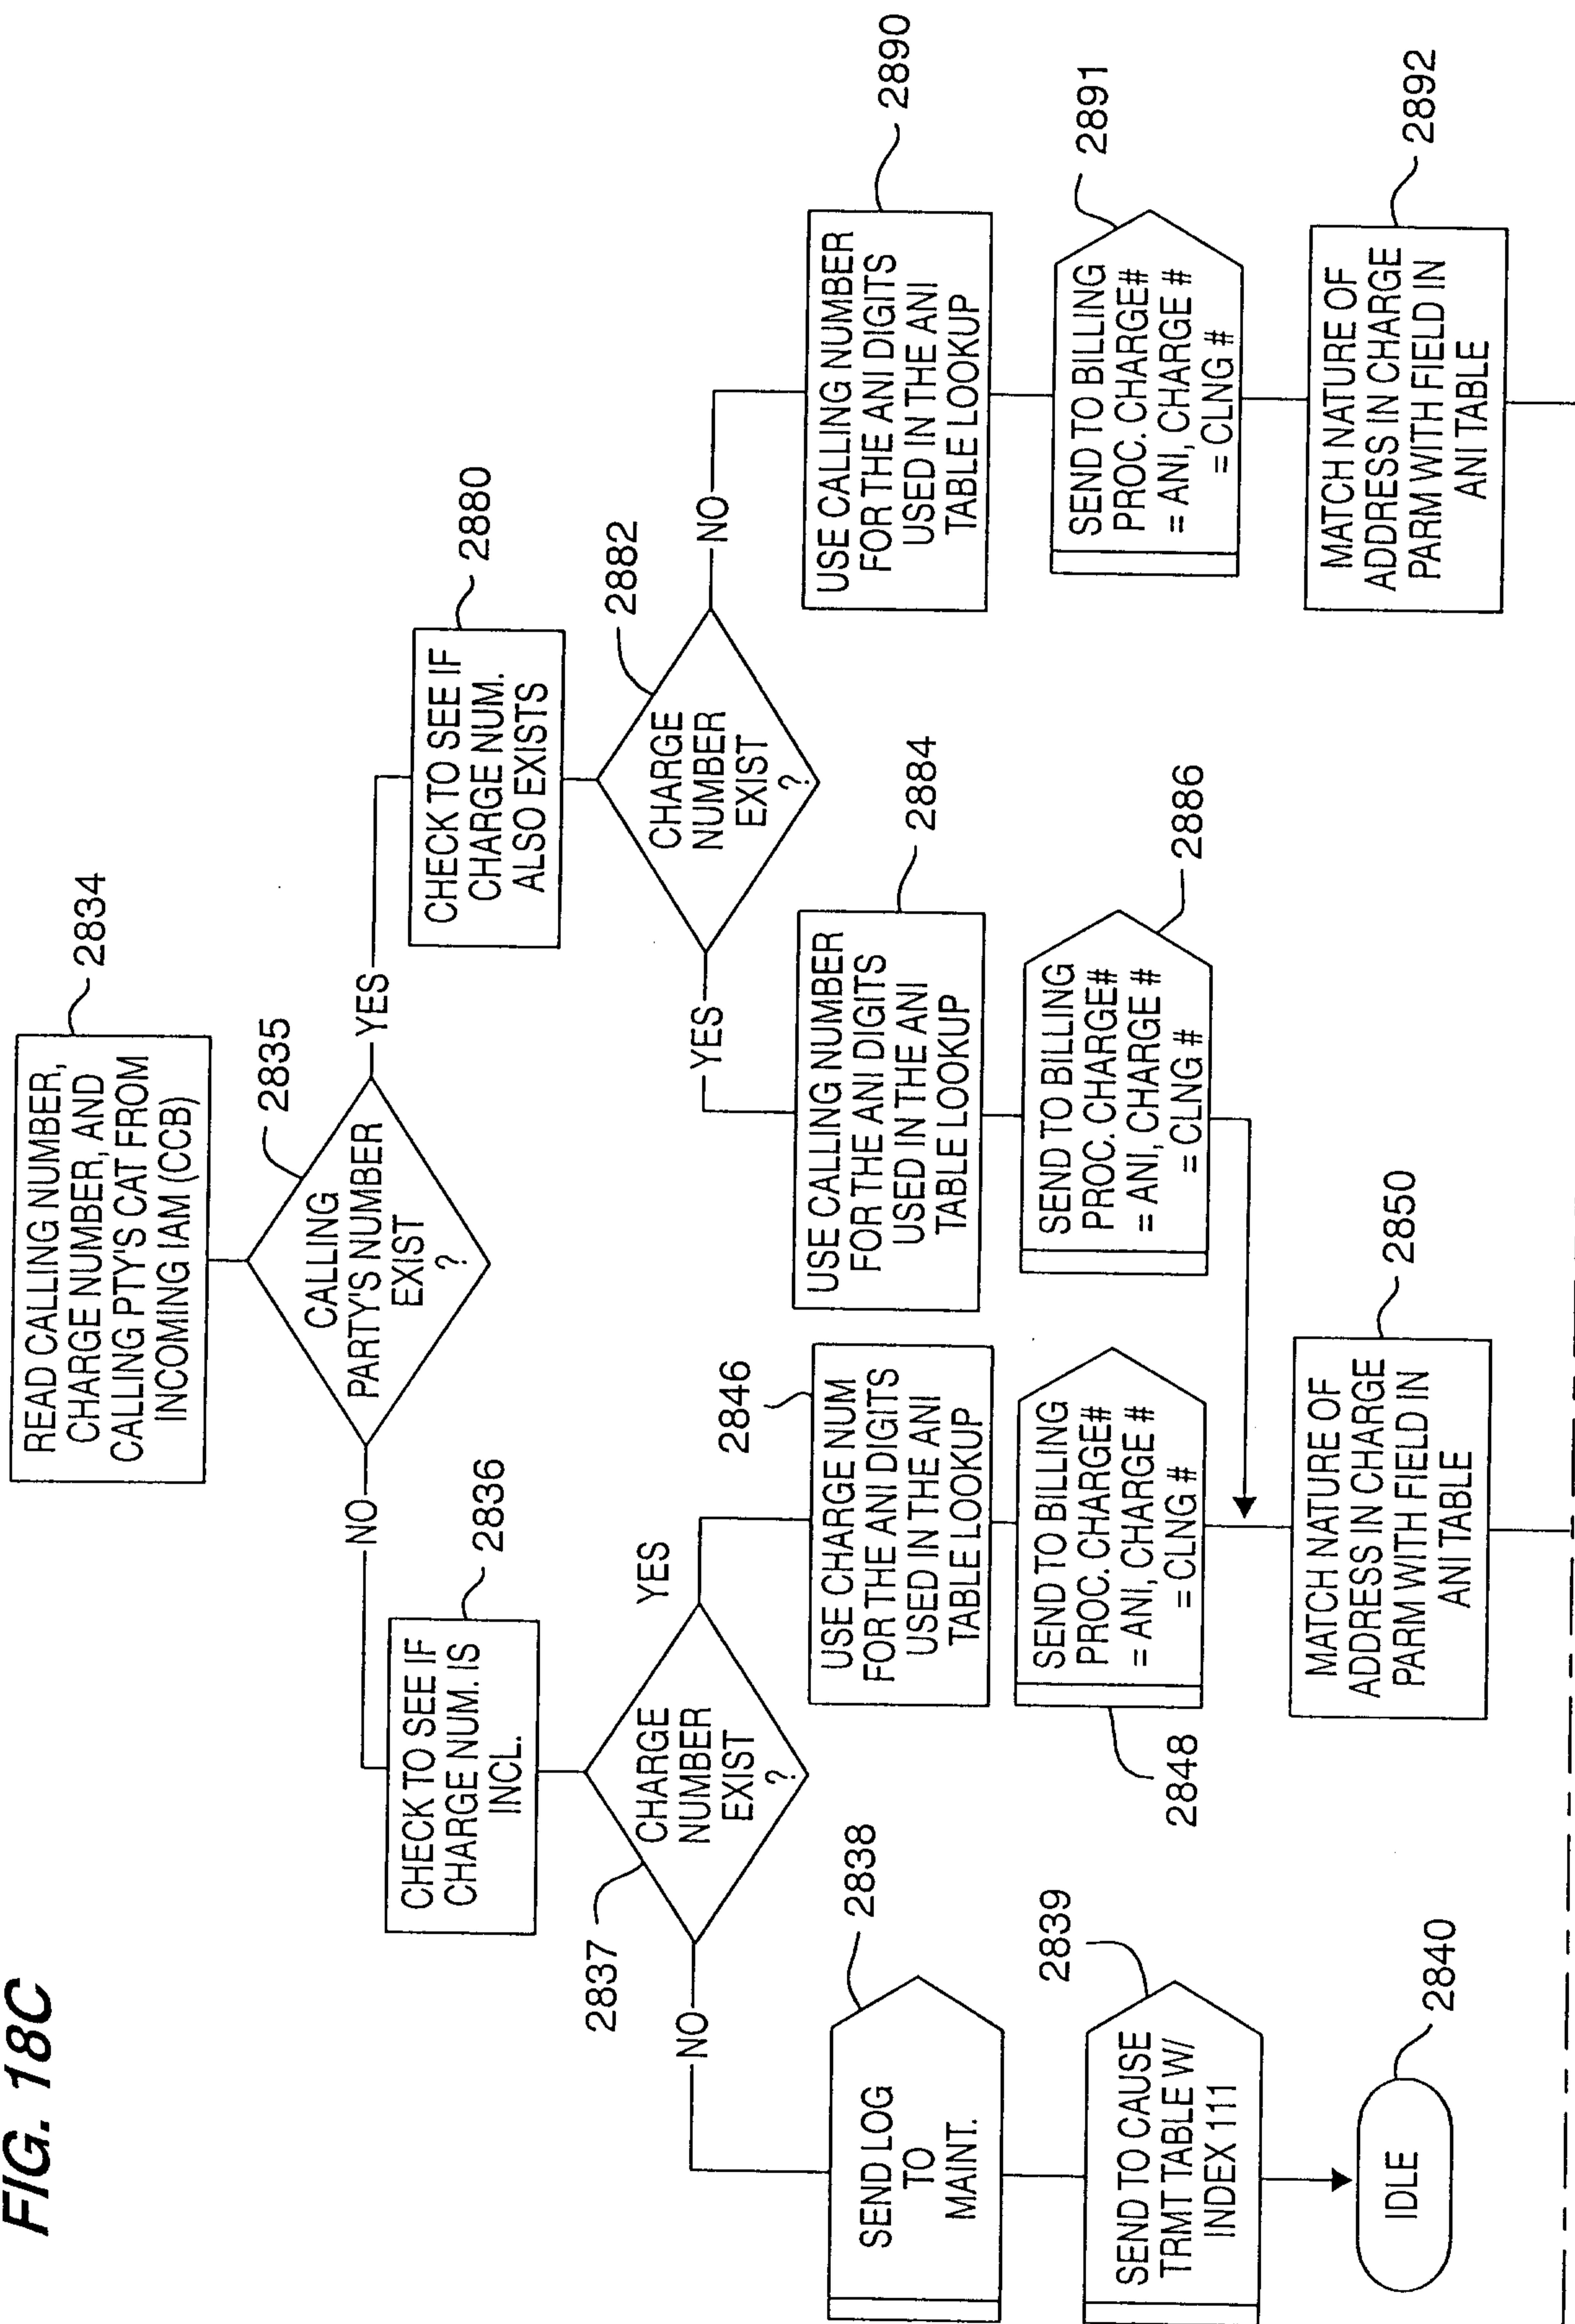 FIG. 18C
READ CALLING NUMBER,
CHARGE NUMBER, AND
CALLING PTY'S CAT FROM
INCOMING IAM (CCB)
2834
CALLING
PARTY'S NUMBER
EXIST
?
2835
NO
YES
CHECK TO SEE IF
CHARGE NUM. IS
INCL.
2836
CHECK TO SEE IF
CHARGE NUM.
ALSO EXISTS
2880
CHARGE
NUMBER
EXIST
?
2837
NO
YES
CHARGE
NUMBER
EXIST
?
2882
YES
NO
SEND LOG
TO
MAINT.
2838
SEND TO CAUSE
TRMT TABLE W/
INDEX 111
2839
IDLE
2840
USE CHARGE NUM
FOR THE ANI DIGITS
USED IN THE ANI
TABLE LOOKUP
2846
SEND TO BILLING
PROC. CHARGE#
= ANI, CHARGE #
= CLNG #
2848
MATCH NATURE OF
ADDRESS IN CHARGE
PARM WITH FIELD IN
ANI TABLE
2850
USE CALLING NUMBER
FOR THE ANI DIGITS
USED IN THE ANI
TABLE LOOKUP
2884
SEND TO BILLING
PROC. CHARGE#
= ANI, CHARGE #
= CLNG #
2886
USE CALLING NUMBER
FOR THE ANI DIGITS
USED IN THE ANI
TABLE LOOKUP
2890
SEND TO BILLING
PROC. CHARGE#
= ANI, CHARGE #
= CLNG #
2891
MATCH NATURE OF
ADDRESS IN CHARGE
PARM WITH FIELD IN
ANI TABLE
2892